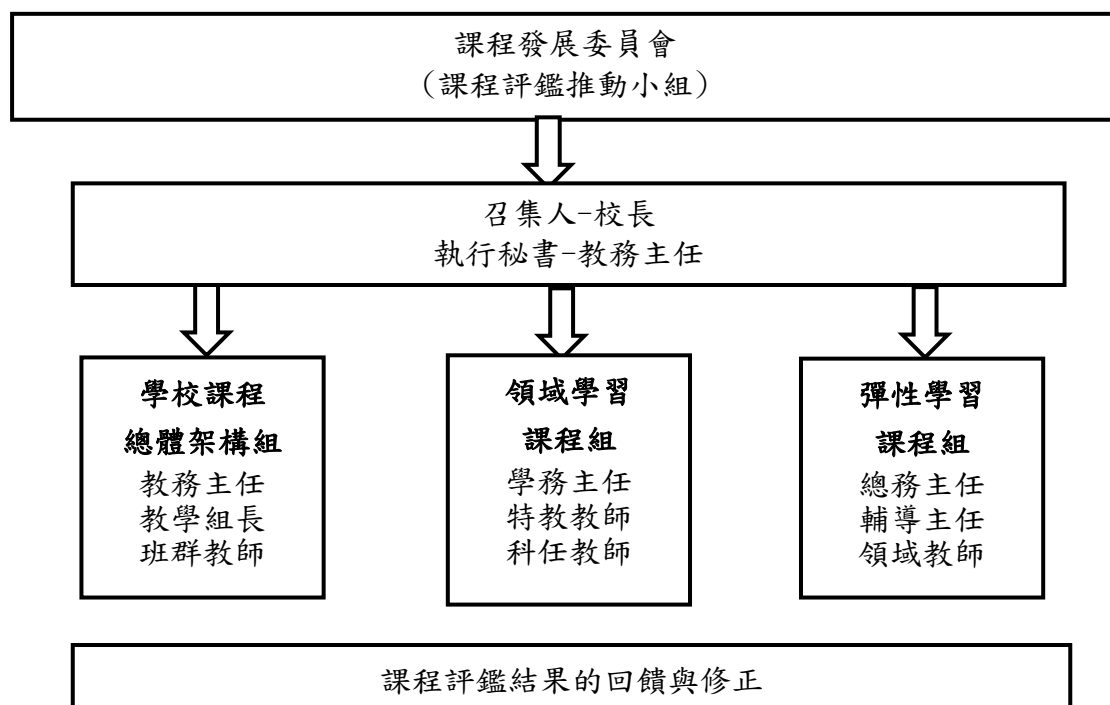 課程發展委員會
（課程評鑑推動小組）
召集人-校長
執行秘書-教務主任
學校課程
總體架構組
教務主任
教學組長
班群教師
領域學習
課程組
學務主任
特教教師
科任教師
彈性學習
課程組
總務主任
輔導主任
領域教師
課程評鑑結果的回饋與修正